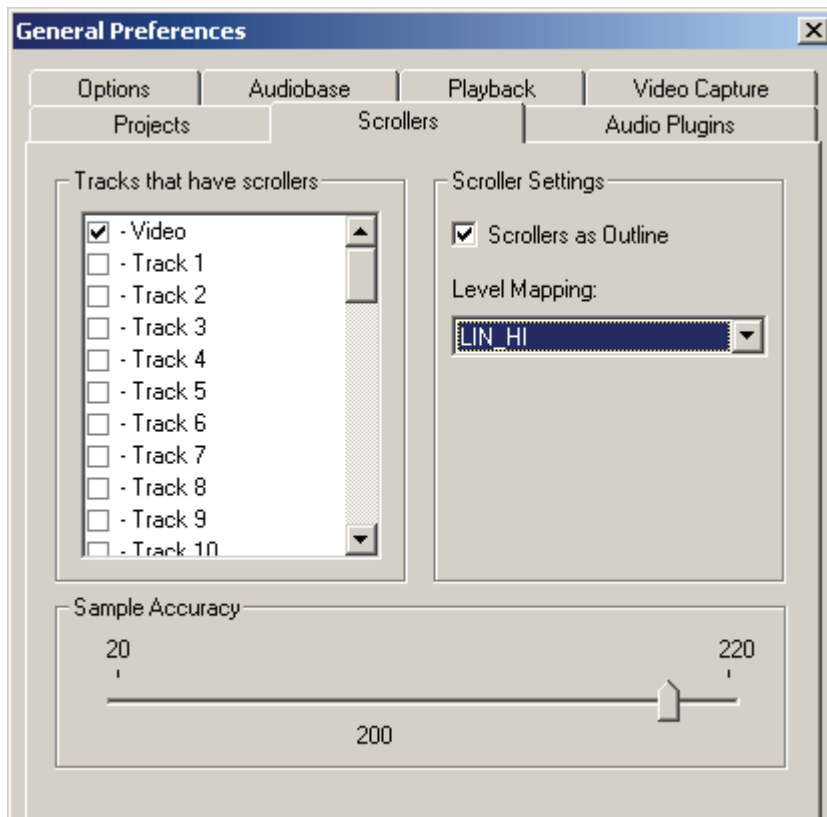 General Preferences
Options Audiobase Playback Video Capture
Projects Scrollers Audio Plugins
Tracks that have scrollers
- Video
- Track 1
- Track 2
- Track 3
- Track 4
- Track 5
- Track 6
- Track 7
- Track 8
- Track 9
- Track 10
Scroller Settings
Scrollers as Outline
Level Mapping:
LIN_HI
Sample Accuracy
20 220
200